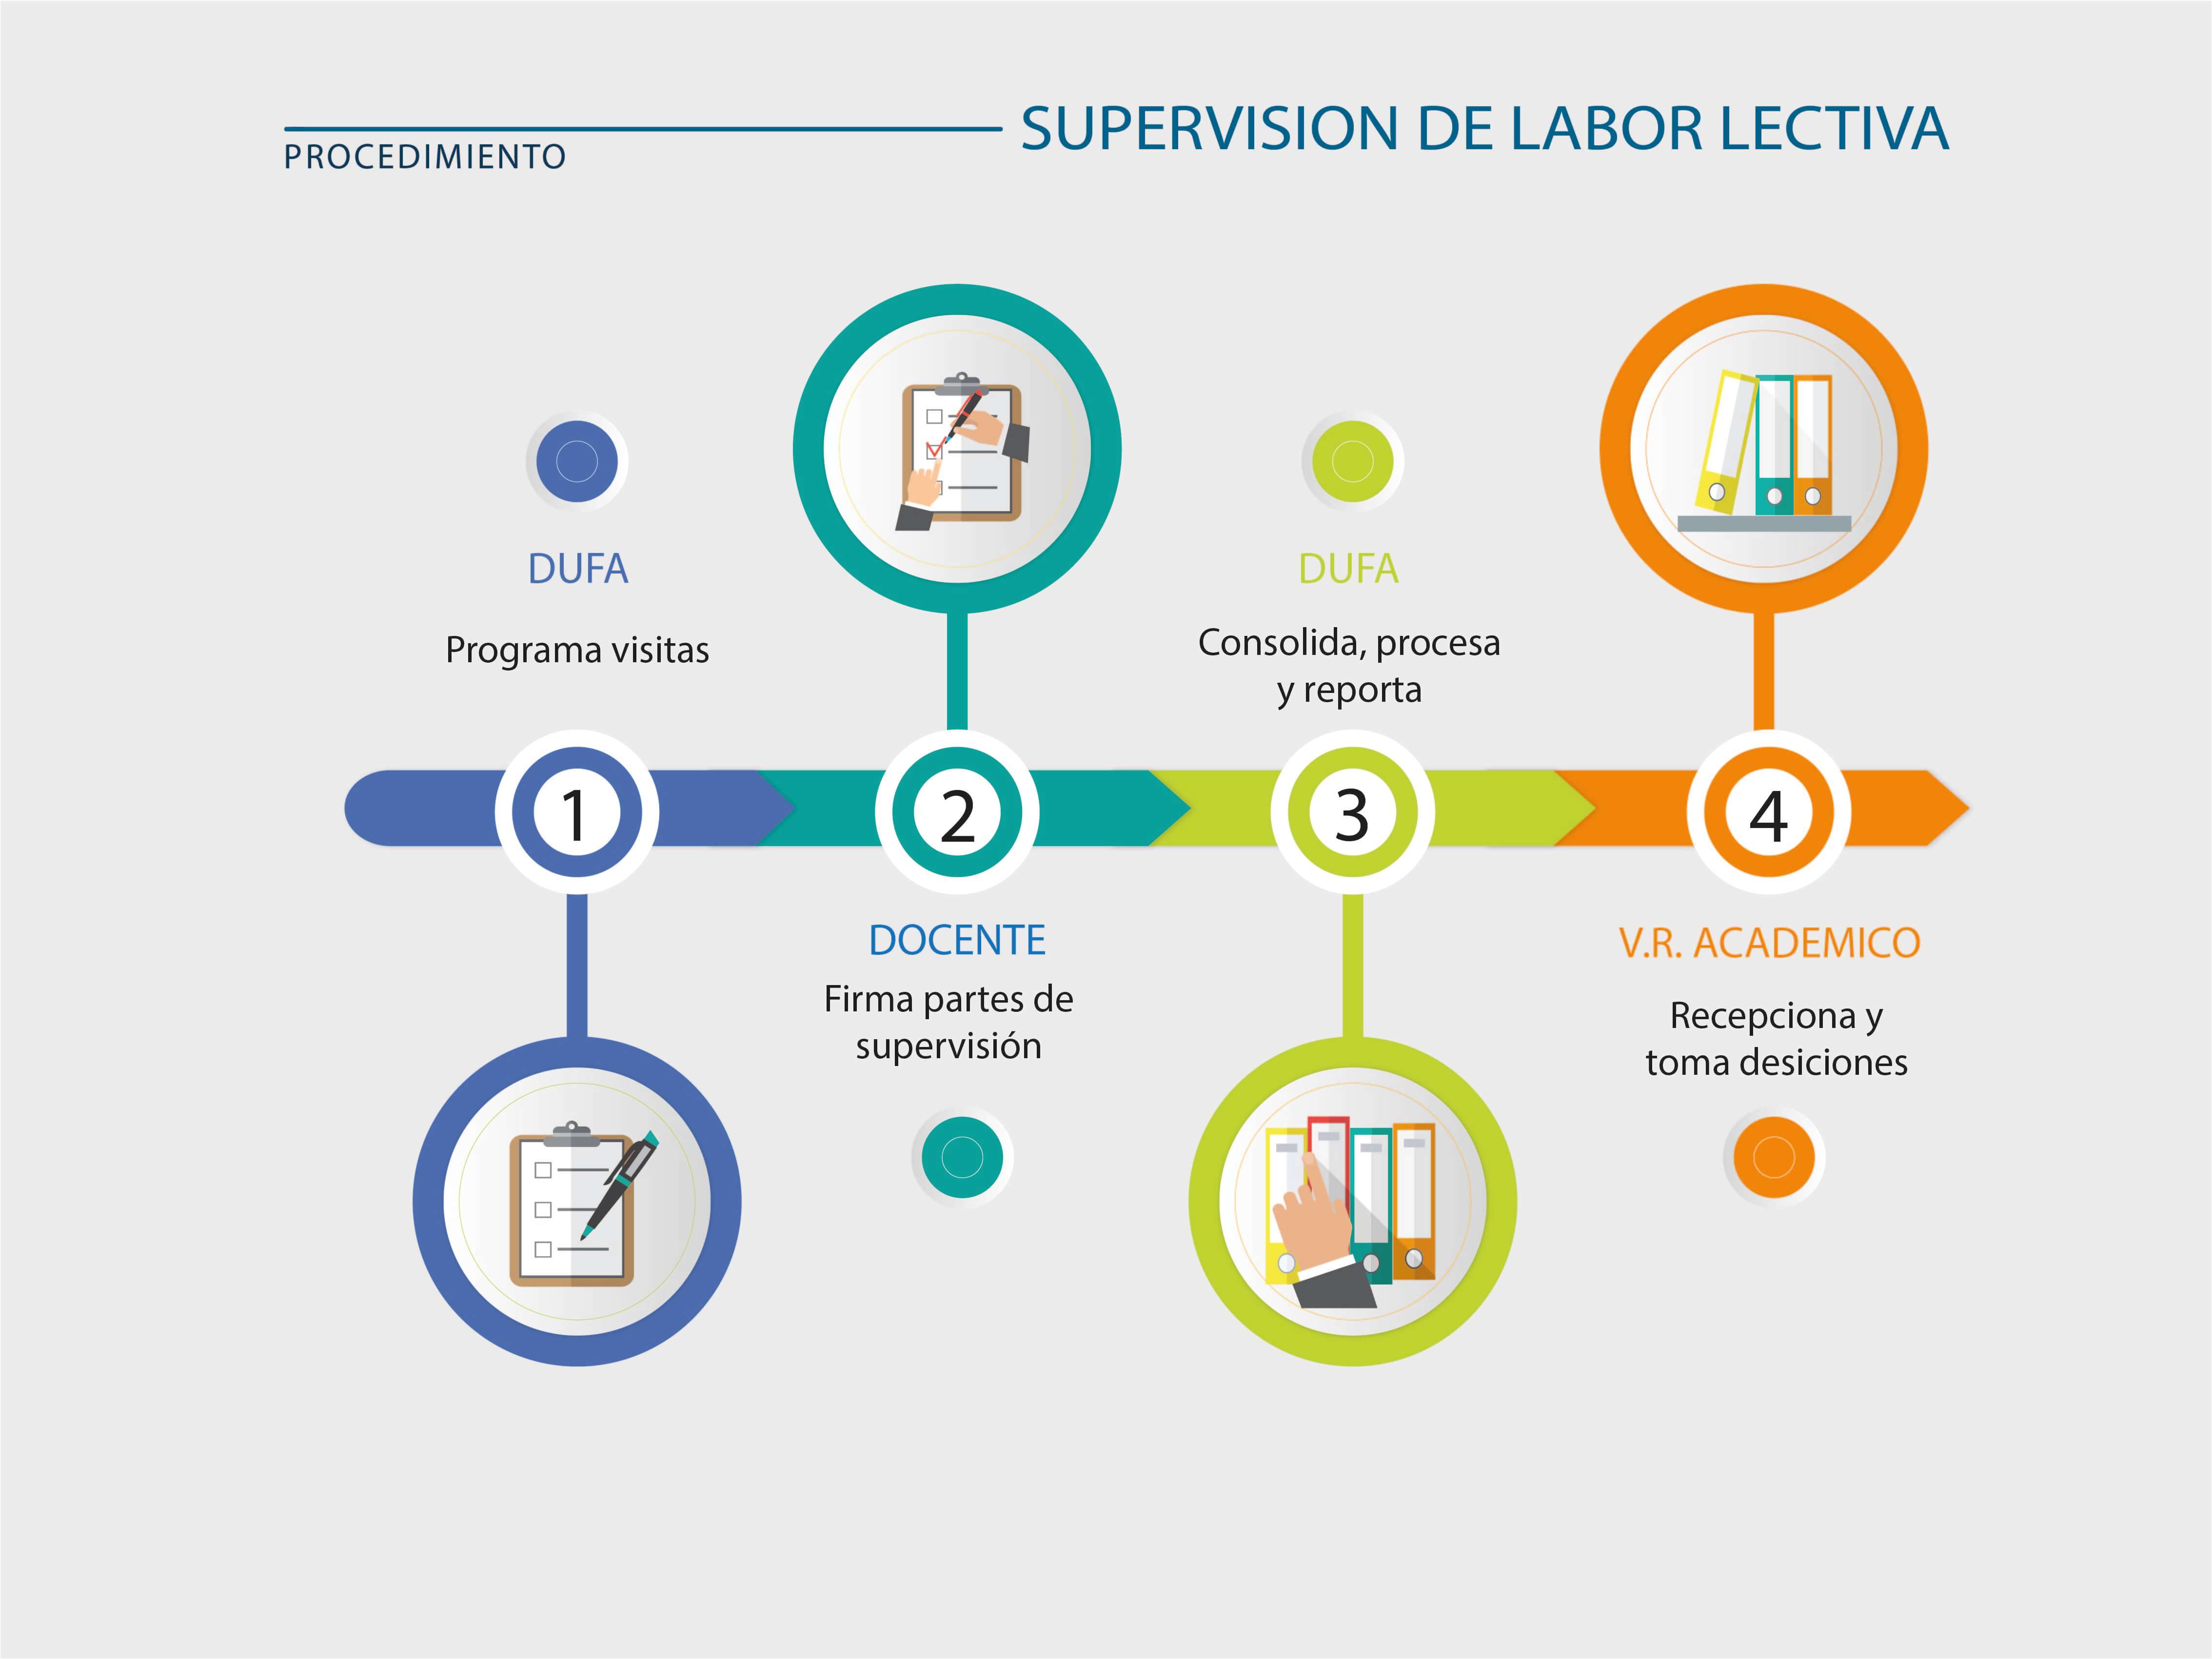 SUPERVISION DE LABOR LECTIVA
PROCEDIMIENTO
DUFA
Programa visitas
DUFA
Consolida, procesa
y reporta
1
2
3
4
DOCENTE
Firma partes de
supervisión
V.R. ACADEMICO
Recepciona y
toma desiciones